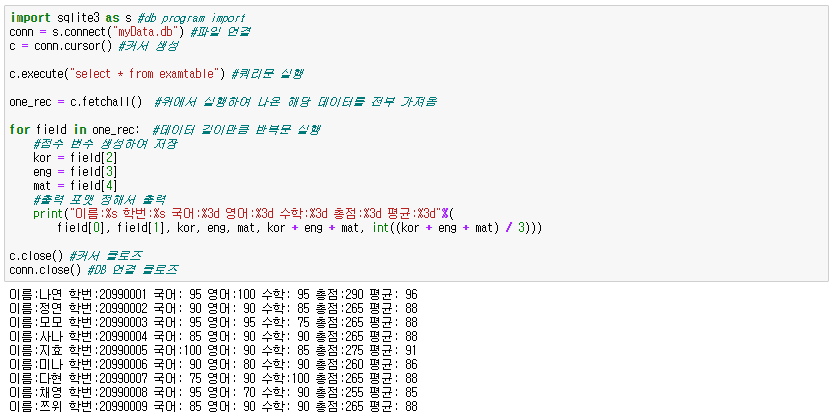 import sqlite3 as s #db program import
conn = s.connect("myData.db") #파일 연결
c = conn.cursor() #커서 생성
c.execute("select * from examtable") #쿼리문 실행
one_rec = c.fetchall()  #위에서 실행하여 나온 해당 데이터를 전부 가져옴
for field in one_rec:  #데이터 길이만큼 반복문 실행
    #점수 변수 생성하여 저장
    kor = field[2]
    eng = field[3]
    mat = field[4]
    #출력 포맷 정해서 출력
    print("이름:%s 학번:%s 국어:%3d 영어:%3d 수학:%3d 총점:%3d 평균:%3d"%(
        field[0], field[1], kor, eng, mat, kor + eng + mat, int((kor + eng + mat) / 3)))
c.close() #커서 클로즈
conn.close() #DB 연결 클로즈
이름:나연 학번:20990001 국어: 95 영어:100 수학: 95 총점:290 평균: 96
이름:정연 학번:20990002 국어: 90 영어: 90 수학: 85 총점:265 평균: 88
이름:모모 학번:20990003 국어: 95 영어: 95 수학: 75 총점:265 평균: 88
이름:사나 학번:20990004 국어: 85 영어: 90 수학: 90 총점:265 평균: 88
이름:지효 학번:20990005 국어:100 영어: 90 수학: 85 총점:275 평균: 91
이름:미나 학번:20990006 국어: 90 영어: 80 수학: 90 총점:260 평균: 86
이름:다현 학번:20990007 국어: 75 영어: 90 수학:100 총점:265 평균: 88
이름:채영 학번:20990008 국어: 95 영어: 70 수학: 90 총점:255 평균: 85
이름:쯔위 학번:20990009 국어: 85 영어: 90 수학: 90 총점:265 평균: 88